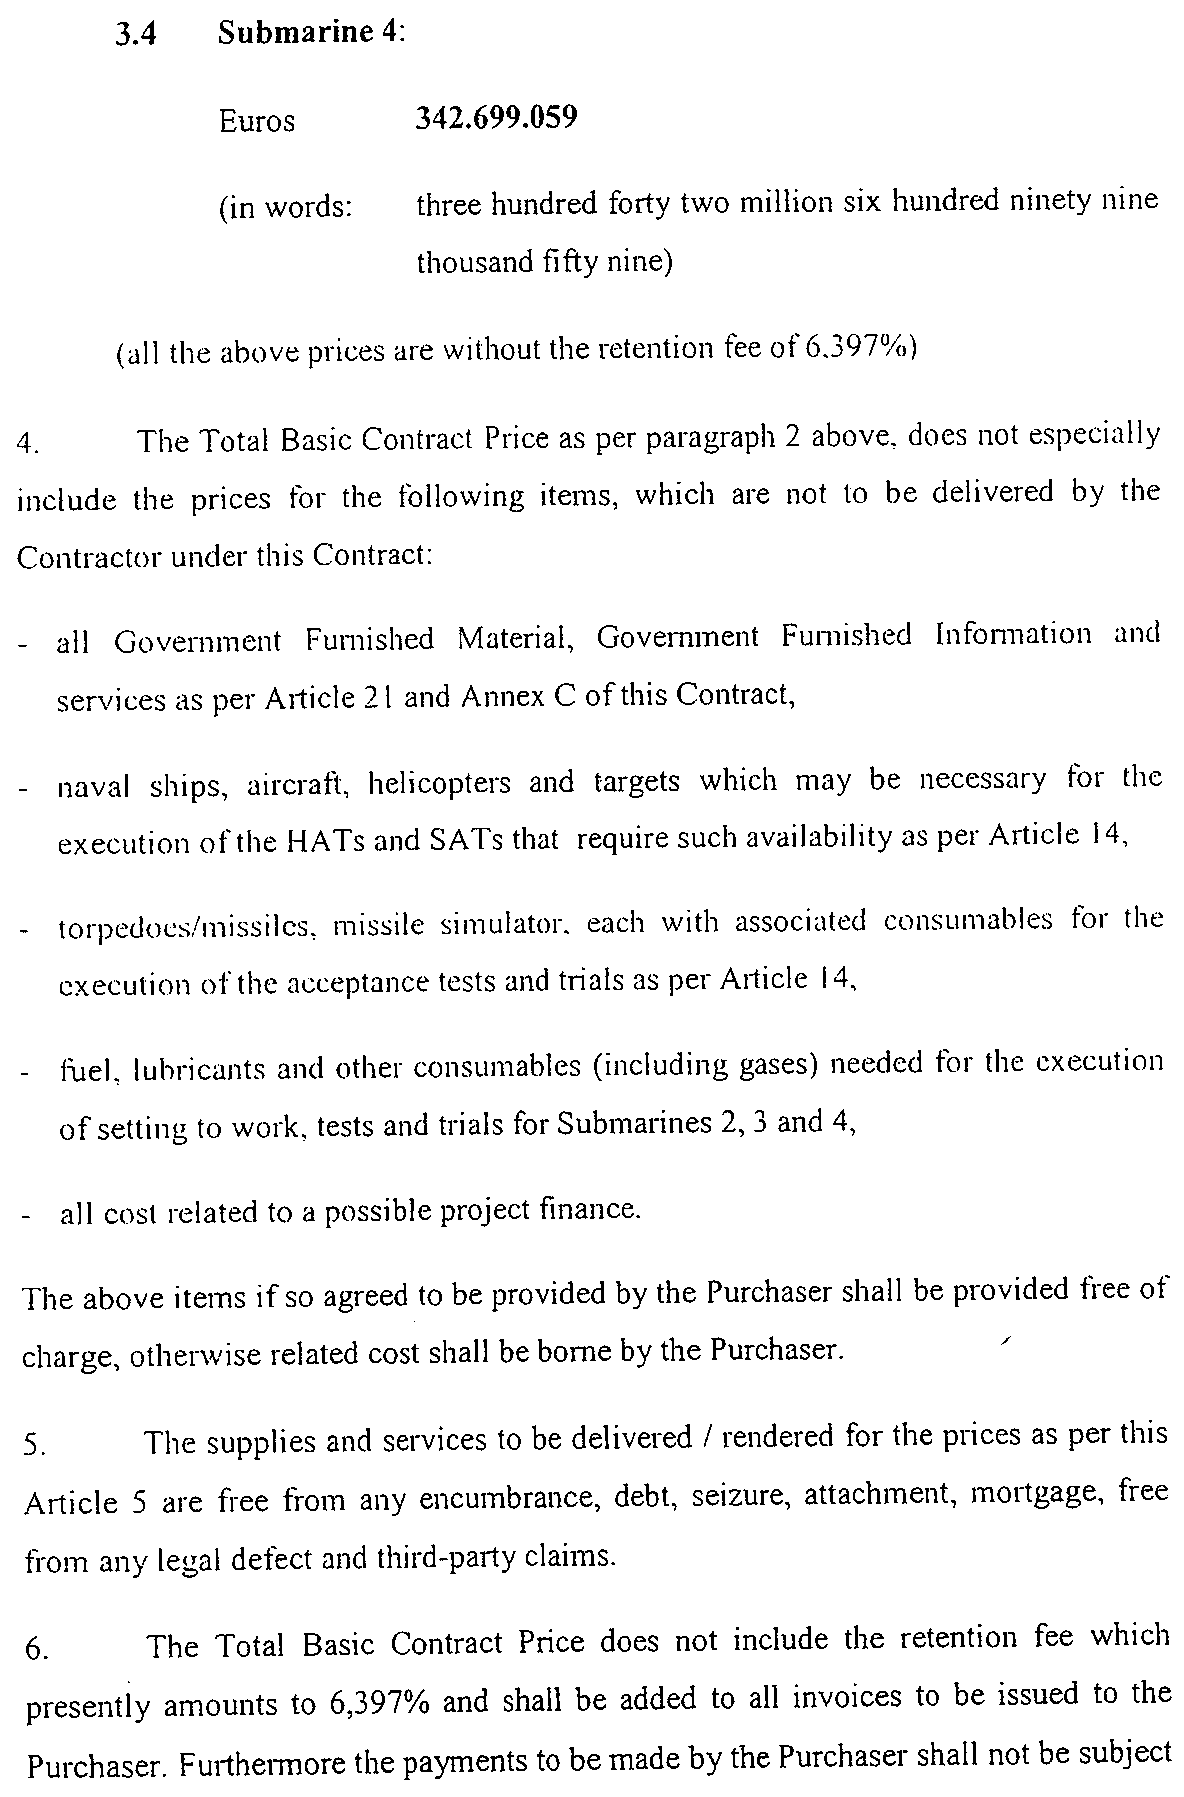 3.4 Submarine 4:
Euros 342.699.059
(in words: three hundred forty two million six hundred ninety nine
thousand fifty nine)
(all the above prices are without the retention fee of 6.397%)
4. The Total Basic Contract Price as per paragraph 2 above, does not especially
include the prices for the following items, which are not to be delivered by the
Contractor under this Contract:
- all Government Furnished Material, Government Furnished Information and
services as per Article 21 and Annex C of this Contract,
- naval ships, aircraft, helicopters and targets which may be necessary for the
execution of the HATs and SATs that require such availability as per Article 14,
- torpedoes/missiles, missile simulator, each with associated consumables for the
execution of the acceptance tests and trials as per Article 14,
- fuel, lubricants and other consumables (including gases) needed for the execution
of setting to work, tests and trials for Submarines 2, 3 and 4,
- all cost related to a possible project finance.
The above items if so agreed to be provided by the Purchaser shall be provided free of
charge, otherwise related cost shall be borne by the Purchaser.
5. The supplies and services to be delivered / rendered for the prices as per this
Article 5 are free from any encumbrance, debt, seizure, attachment, mortgage, free
from any legal defect and third-party claims.
6. The Total Basic Contract Price does not include the retention fee which
presently amounts to 6,397% and shall be added to all invoices to be issued to the
Purchaser. Furthermore the payments to be made by the Purchaser shall not be subject